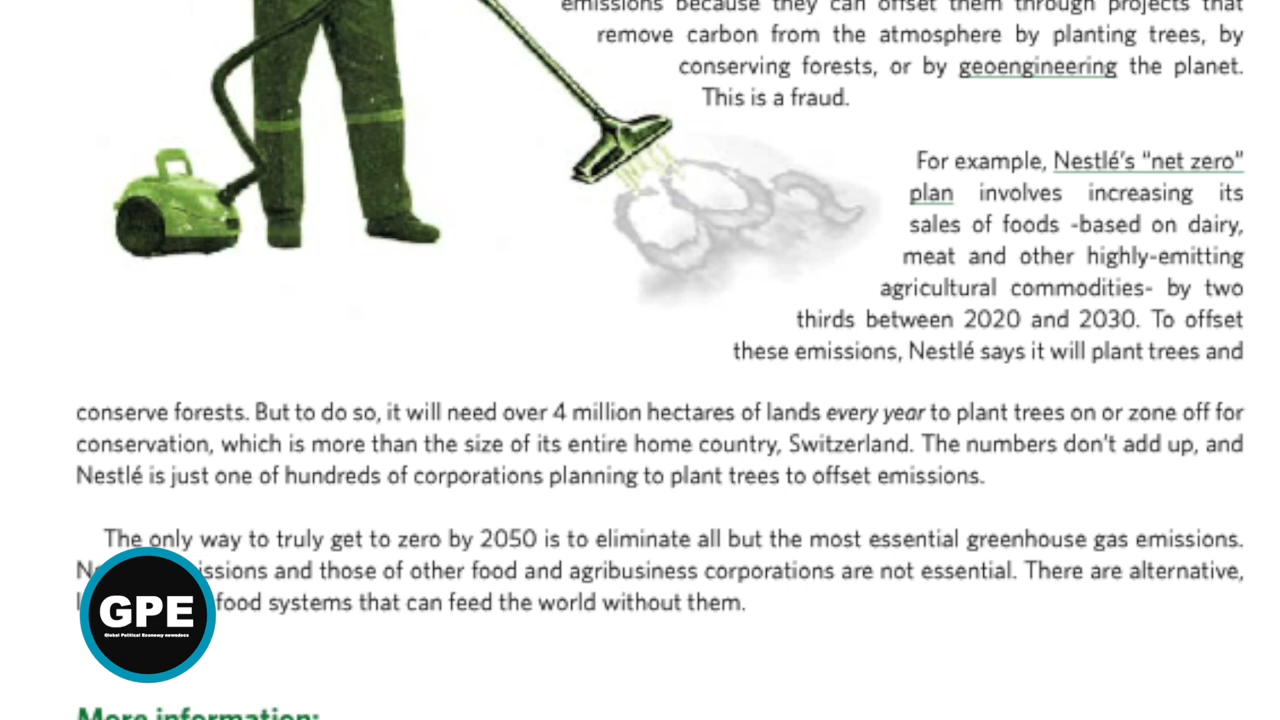 emissions because they can offset them through projects that
remove carbon from the atmosphere by planting trees, by
conserving forests, or by geoengineering the planet.
This is a fraud.
For example, Nestlé's "net zero"
plan involves increasing its
sales of foods -based on dairy,
meat and other highly-emitting
agricultural commodities- by two
thirds between 2020 and 2030. To offset
these emissions, Nestlé says it will plant trees and
conserve forests. But to do so, it will need over 4 million hectares of lands every year to plant trees on or zone off for
conservation, which is more than the size of its entire home country, Switzerland. The numbers don't add up, and
Nestlé is just one of hundreds of corporations planning to plant trees to offset emissions.
The only way to truly get to zero by 2050 is to eliminate all but the most essential greenhouse gas emissions.
and those of other food and agribusiness corporations are not essential. There are alternative,
food systems that can feed the world without them.
GPE
Global Political Economy newsdocs
More information: